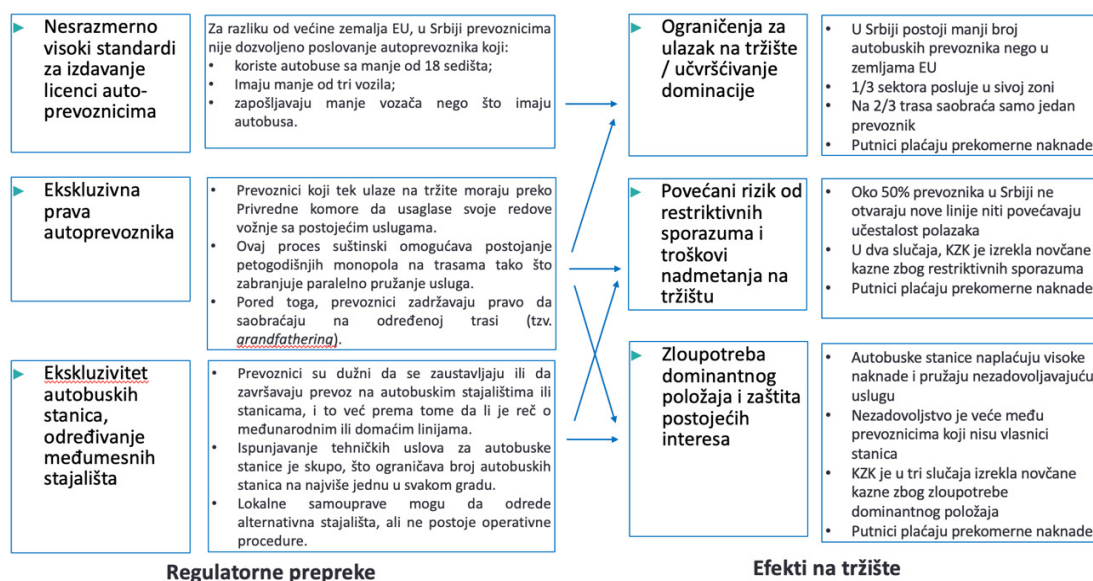 Nesrazmerno
visoki standardi
za izdavanje
licenci auto-
prevoznicima
Za razliku od većine zemalja EU, u Srbiji prevoznicima
nije dozvoljeno poslovanje autoprevoznika koji:
• koriste autobuse sa manje od 18 sedišta;
• Imaju manje od tri vozila;
• zapošljavaju manje vozača nego što imaju
autobusa.
Ekskluzivna
prava
autoprevoznika
• Prevoznici koji tek ulaze na tržite moraju preko
Privredne komore da usaglase svoje redove
vožnje sa postojećim uslugama.
• Ovaj proces suštinski omogućava postojanje
petogodišnjih monopola na trasama tako što
zabranjuje paralelno pružanje usluga.
• Pored toga, prevoznici zadržavaju pravo da
saobraćaju na određenoj trasi (tzv.
grandfathering).
Ekskluzivitet
autobuskih
stanica,
određivanje
međumesnih
stajališta
• Prevoznici su dužni da se zaustavljaju ili da
završavaju prevoz na autobuskim stajalištima ili
stanicama, i to već prema tome da li je reč o
međunarodnim ili domaćim linijama.
• Ispunjavanje tehničkih uslova za autobuske
stanice je skupo, što ograničava broj autobuskih
stanica na najviše jednu u svakom gradu.
• Lokalne samouprave mogu da odrede
alternativna stajališta, ali ne postoje operativne
procedure.
Regulatorne prepreke
Ograničenja za
ulazak na tržište
/ učvršćivanje
dominacije
• U Srbiji postoji manji broj
autobuskih prevoznika nego u
zemljama EU
• 1/3 sektora posluje u sivoj zoni
• Na 2/3 trasa saobraća samo jedan
prevoznik
• Putnici plaćaju prekomerne naknade
Povećani rizik od
restriktivnih
sporazuma i
troškovi
nadmetanja na
tržištu
• Oko 50% prevoznika u Srbiji ne
otvaraju nove linije niti povećavaju
učestalost polazaka
• U dva slučaja, KZK je izrekla novčane
kazne zbog restriktivnih sporazuma
• Putnici plaćaju prekomerne naknade
Zloupotreba
dominantnog
položaja i zaštita
postojećih
interesa
• Autobuske stanice naplaćuju visoke
naknade i pružaju nezadovoljavajuću
uslugu
• Nezadovoljstvo je veće među
prevoznicima koji nisu vlasnici
stanica
• KZK je u tri slučaja izrekla novčane
kazne zbog zloupotrebe
dominantnog položaja
• Putnici plaćaju prekomerne naknade
Efekti na tržište